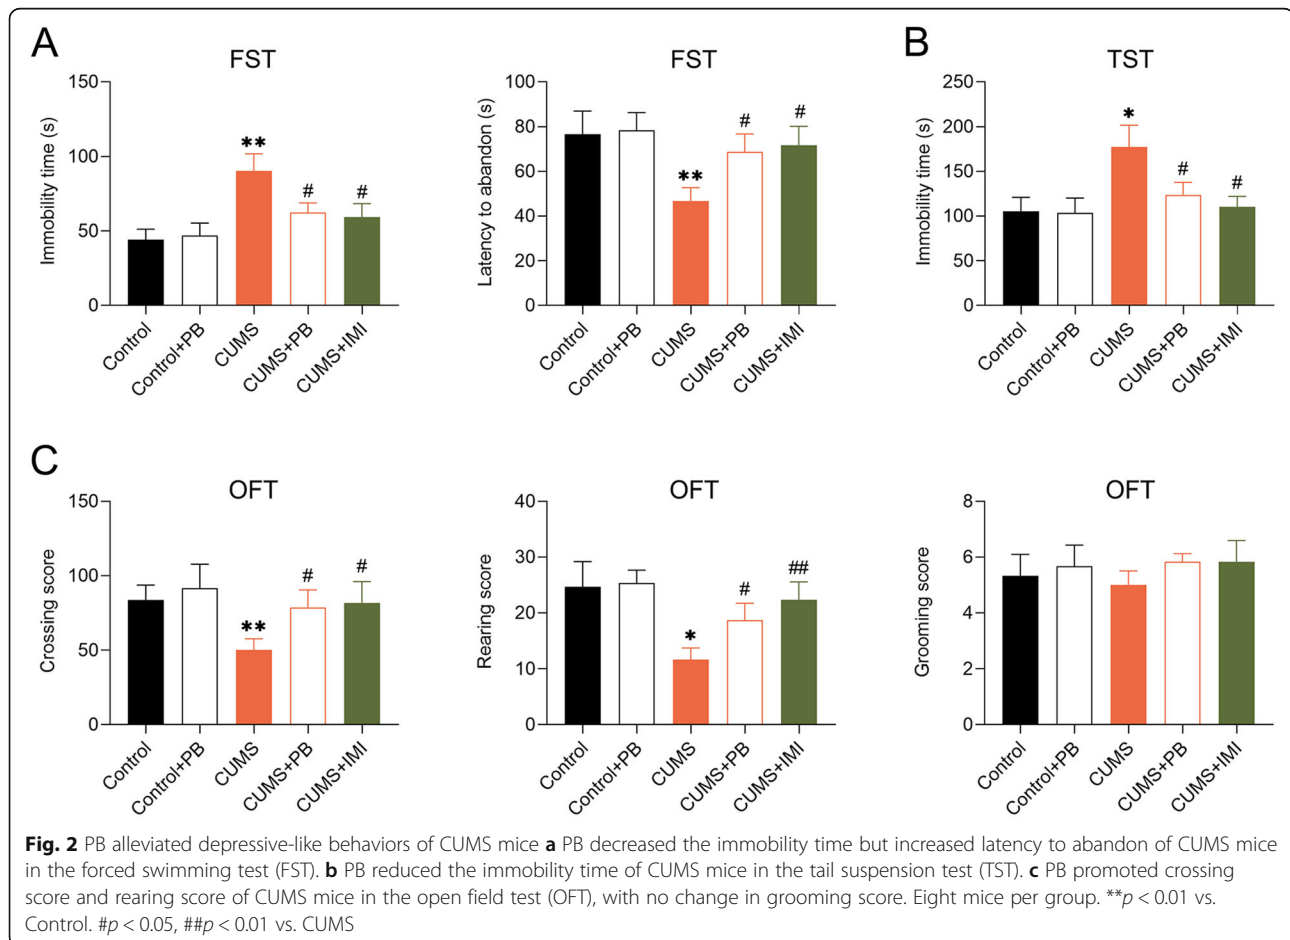 A
FST
Immobility time (s)
150
100
50
0
**
#
#
Control
Control+PB
CUMS
CUMS+PB
CUMS+IMI
FST
Latency to abandon (s)
100
80
60
40
20
0
**
#
#
Control
Control+PB
CUMS
CUMS+PB
CUMS+IMI
B
TST
Immobility time (s)
250
200
150
100
50
0
*
#
#
Control
Control+PB
CUMS
CUMS+PB
CUMS+IMI
C
OFT
Crossing score
150
100
50
0
**
#
#
Control
Control+PB
CUMS
CUMS+PB
CUMS+IMI
OFT
Rearing score
40
30
20
10
0
*
#
##
Control
Control+PB
CUMS
CUMS+PB
CUMS+IMI
OFT
Grooming score
8
6
4
2
0
Control
Control+PB
CUMS
CUMS+PB
CUMS+IMI
Fig. 2 PB alleviated depressive-like behaviors of CUMS mice a PB decreased the immobility time but increased latency to abandon of CUMS mice
in the forced swimming test (FST). b PB reduced the immobility time of CUMS mice in the tail suspension test (TST). c PB promoted crossing
score and rearing score of CUMS mice in the open field test (OFT), with no change in grooming score. Eight mice per group. **p < 0.01 vs.
Control. #p < 0.05, ##p < 0.01 vs. CUMS